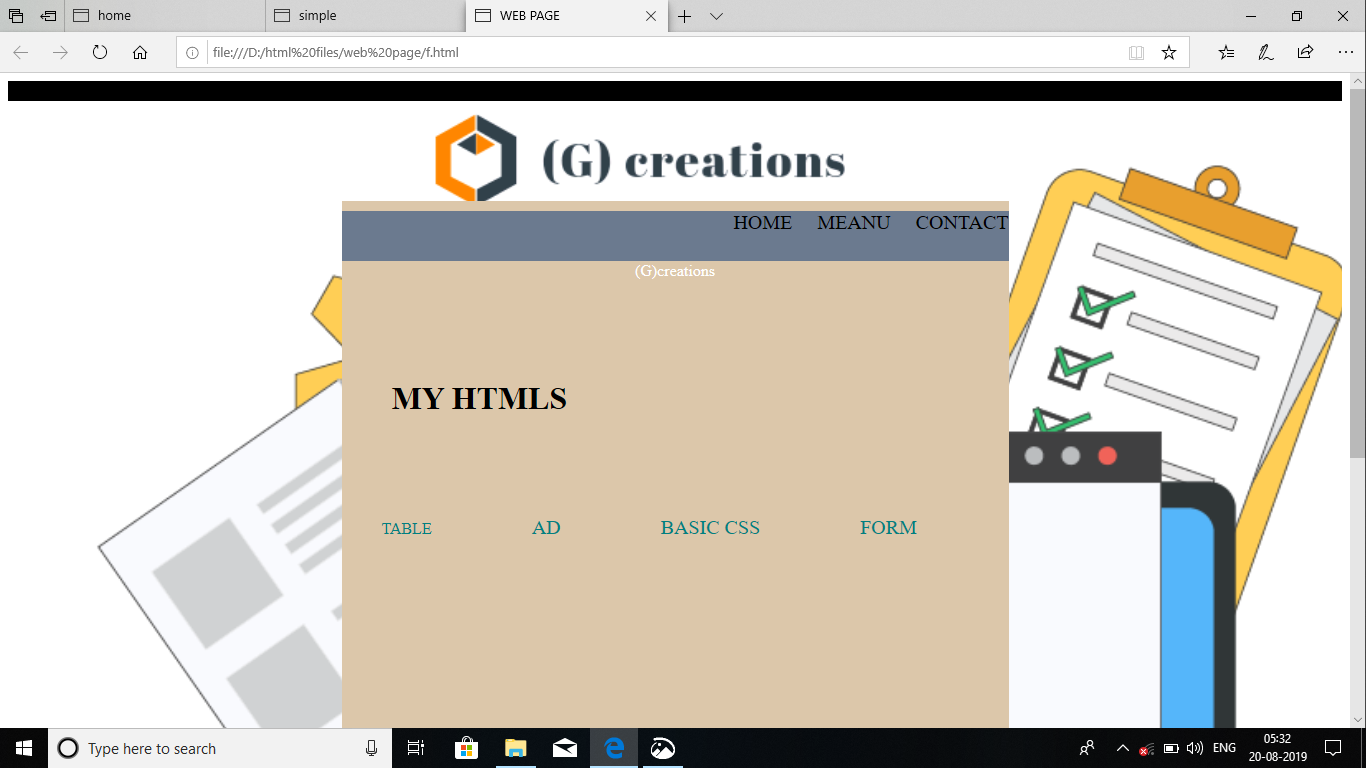 home simple WEB PAGE
file:///D:/html%20files/web%20page/f.html
(G) creations
HOME MEANU CONTACT
(G)creations
MY HTMLS
TABLE AD BASIC CSS FORM
Type here to search
ENG
05:32
20-08-2019